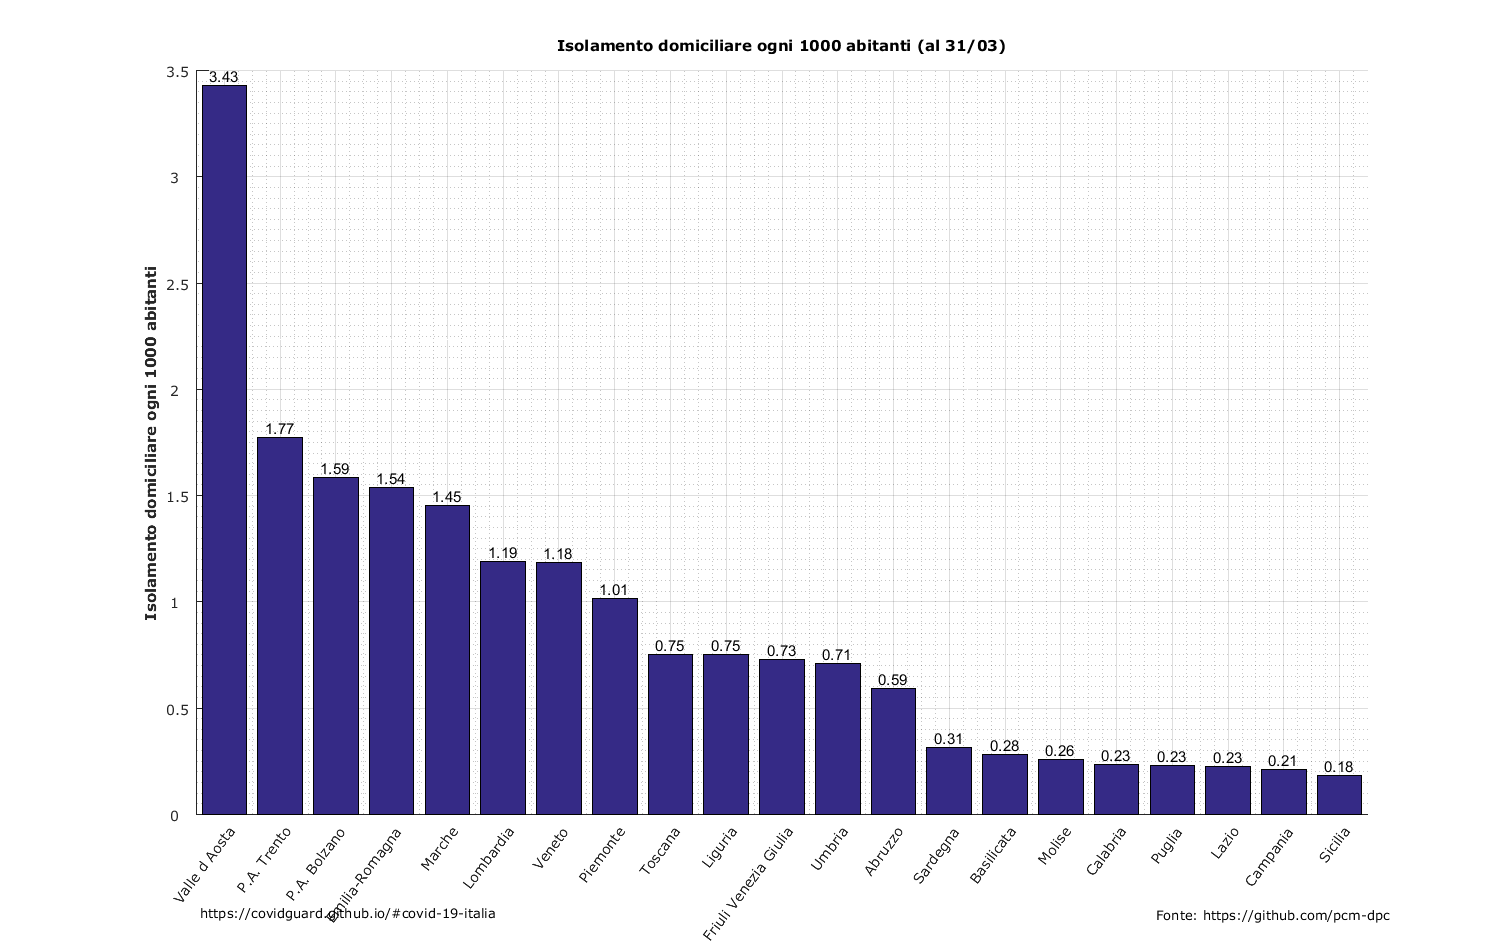 Isolamento domiciliare ogni 1000 abitanti (al 31/03)
Isolamento domiciliare ogni 1000 abitanti
3.5
3
2.5
2
1.5
1
0.5
0
3.43
1.77
1.59
1.54
1.45
1.19
1.18
1.01
0.75
0.75
0.73
0.71
0.59
0.31
0.28
0.26
0.23
0.23
0.23
0.21
0.18
Valle d Aosta
P.A. Trento
P.A. Bolzano
Emilia-Romagna
Marche
Lombardia
Veneto
Piemonte
Toscana
Liguria
Friuli Venezia Giulia
Umbria
Abruzzo
Sardegna
Basilicata
Molise
Calabria
Puglia
Lazio
Campania
Sicilia
https://covidguard.github.io/#covid-19-italia
Fonte: https://github.com/pcm-dpc